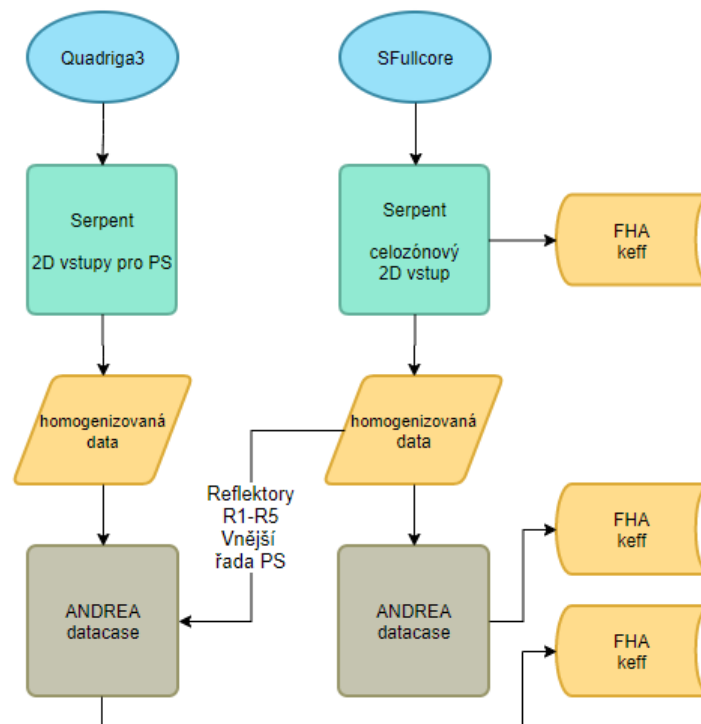 Quadriga3
SFullcore
Serpent
2D vstupy pro PS
Serpent
celozónový
2D vstup
FHA
keff
homogenizovaná
data
homogenizovaná
data
Reflektory
R1-R5
Vnější
řada PS
FHA
keff
ANDREA
datacase
ANDREA
datacase
FHA
keff